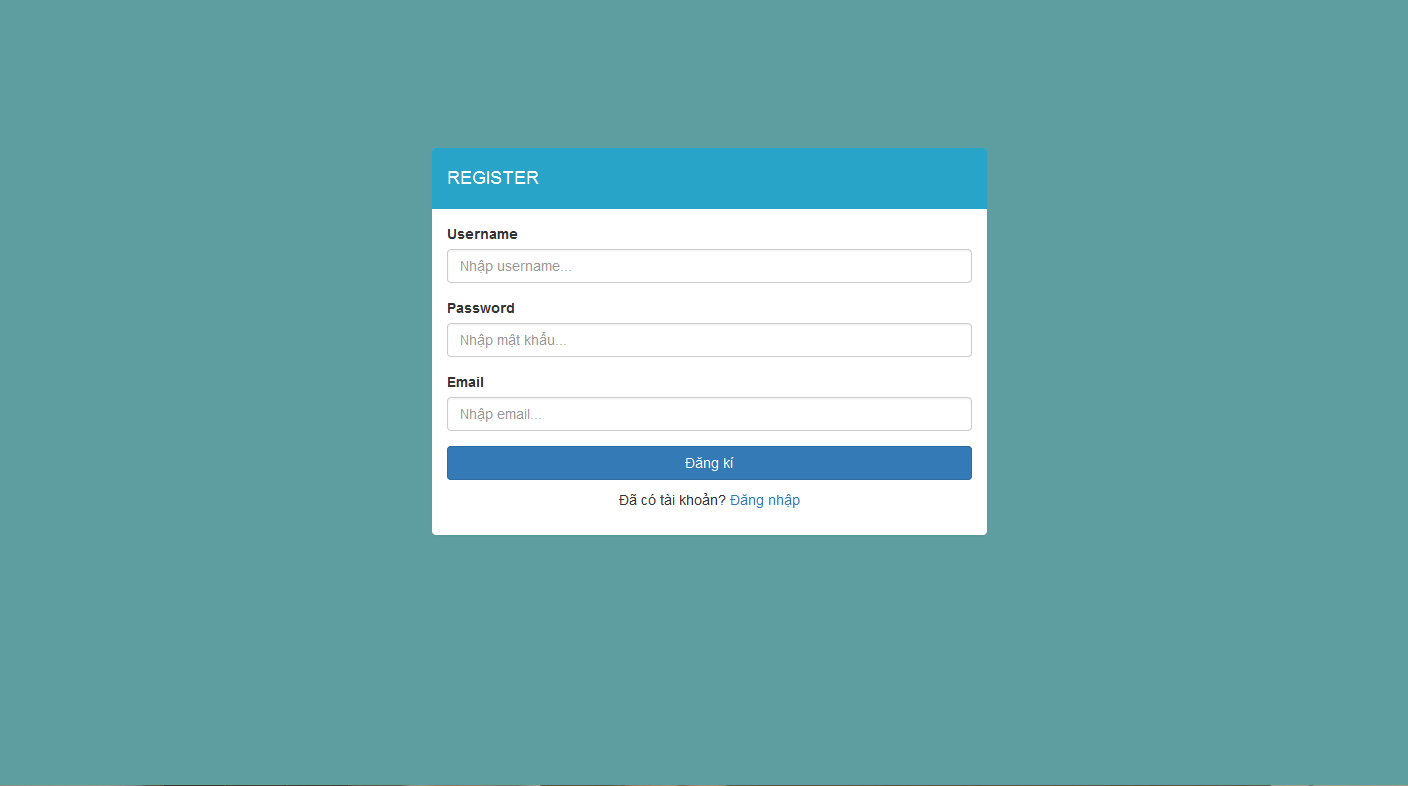 REGISTER
Username
Nhập username...
Password
Nhập mật khẩu...
Email
Nhập email...
Đăng kí
Đã có tài khoản? Đăng nhập